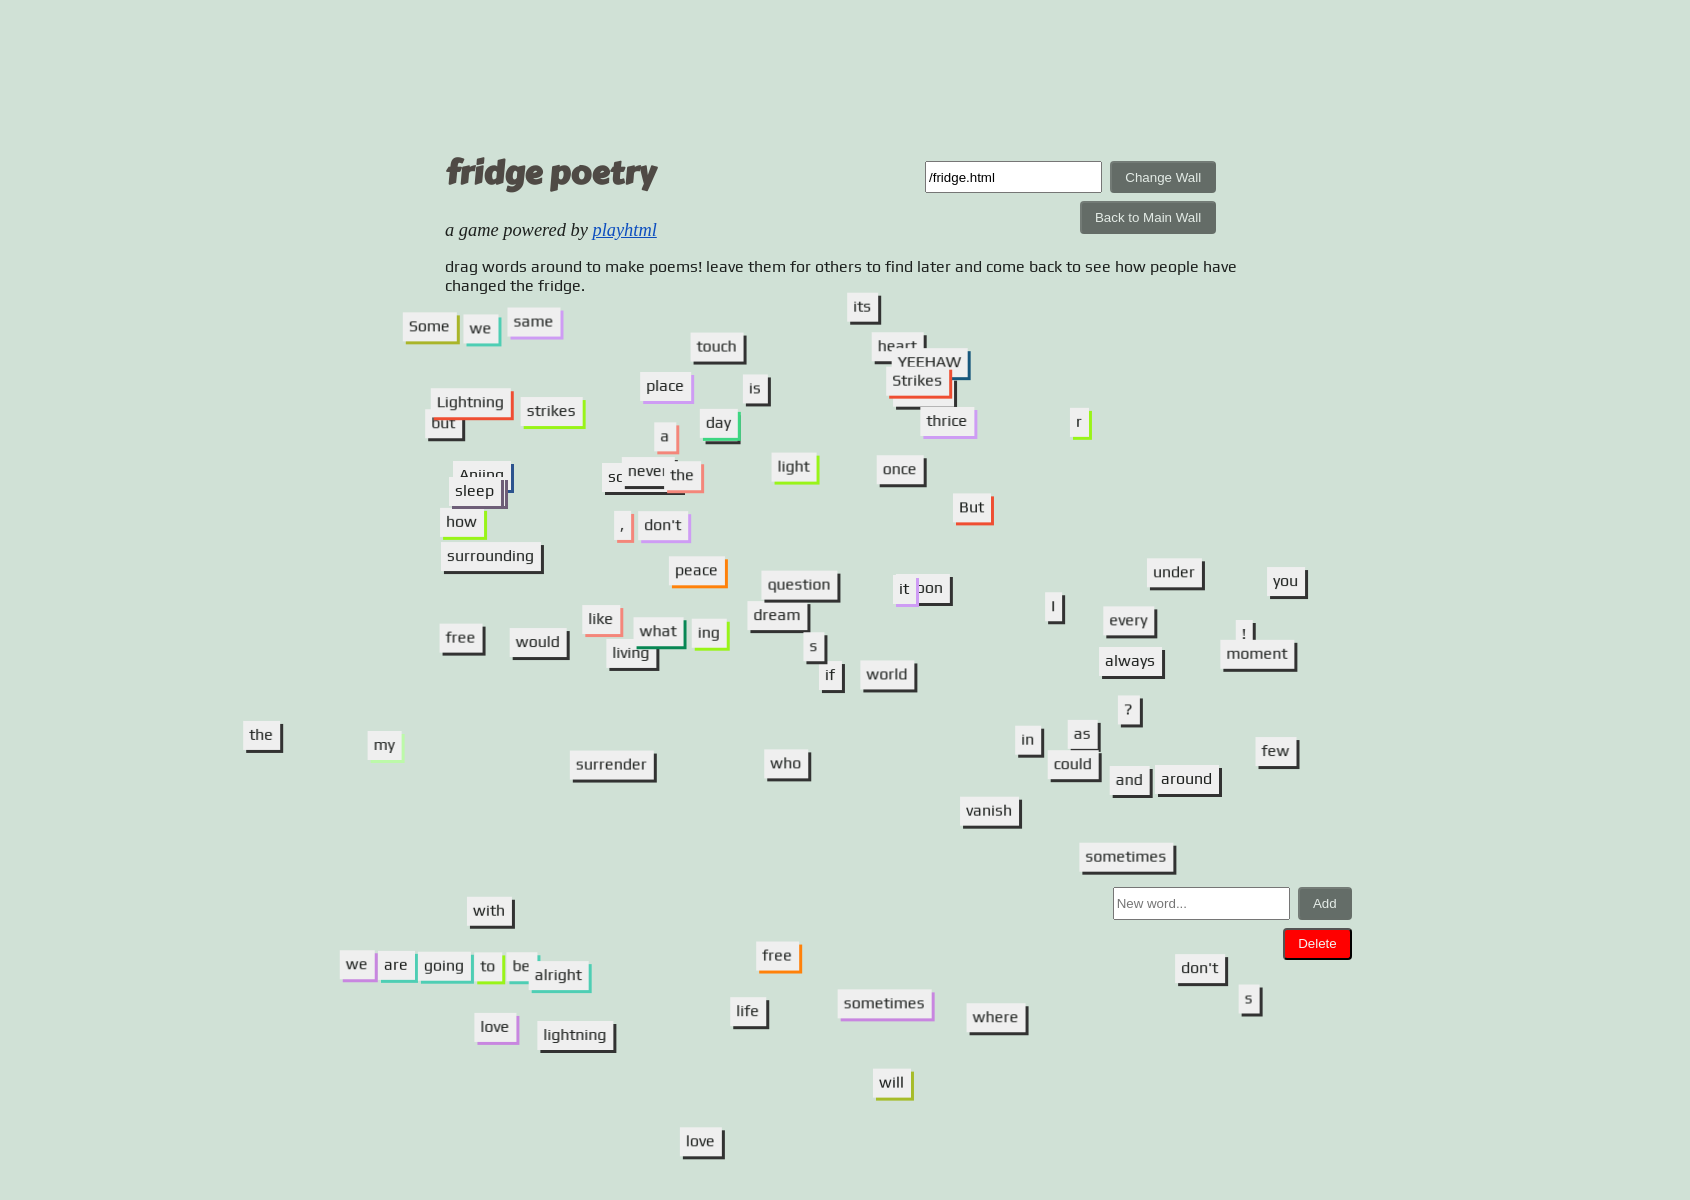 fridge poetry
/fridge.html
Change Wall
Back to Main Wall
a game powered by playhtml
drag words around to make poems! leave them for others to find later and come back to see how people have
changed the fridge.
its
Some we same
touch heart
YEEHAW
place is Strikes
Lightning strikes
but day thrice r
a
light once
never the
sleep
But
how , don't
surrounding
peace under you
question it
dream I every !
free would like what ing
living s always moment
if world
?
the my in as
surrender who could few
and around
vanish
sometimes
New word... Add
with
Delete
we are going to be alright
free don't
s
life sometimes where
love lightning
will
love